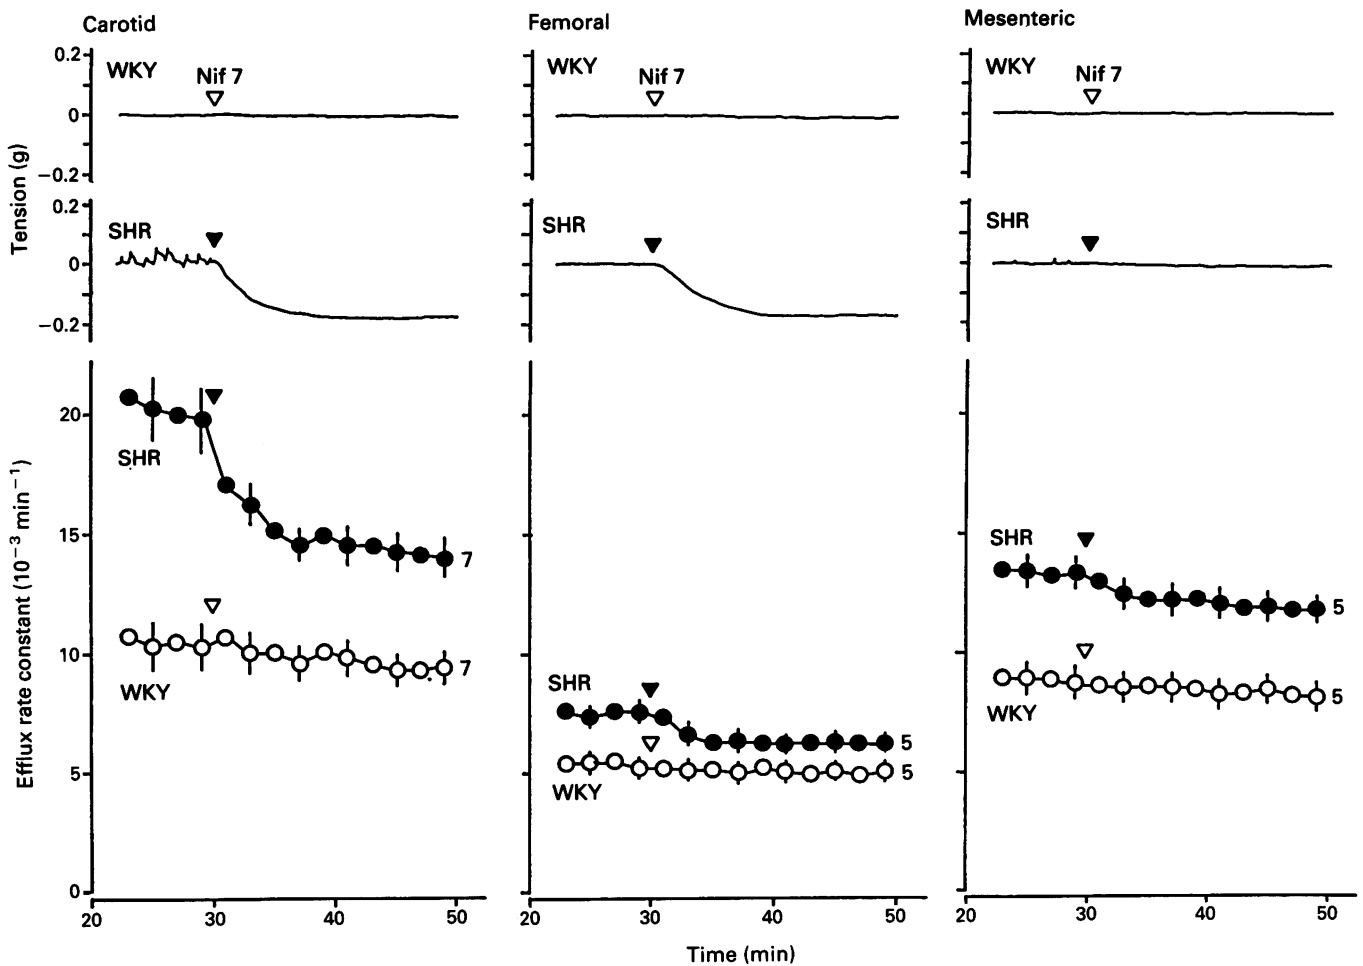 Carotid
Femoral
Mesenteric
WKY
Nif 7
WKY
Nif 7
WKY
Nif 7
0.2
0
−0.2
Tension (g)
SHR
SHR
SHR
0.2
0
−0.2
20
15
10
5
0
Efflux rate constant (10⁻³ min⁻¹)
SHR
7
WKY
7
SHR
5
WKY
5
SHR
5
WKY
5
20 30 40 50
20 30 40 50
20 30 40 50
Time (min)